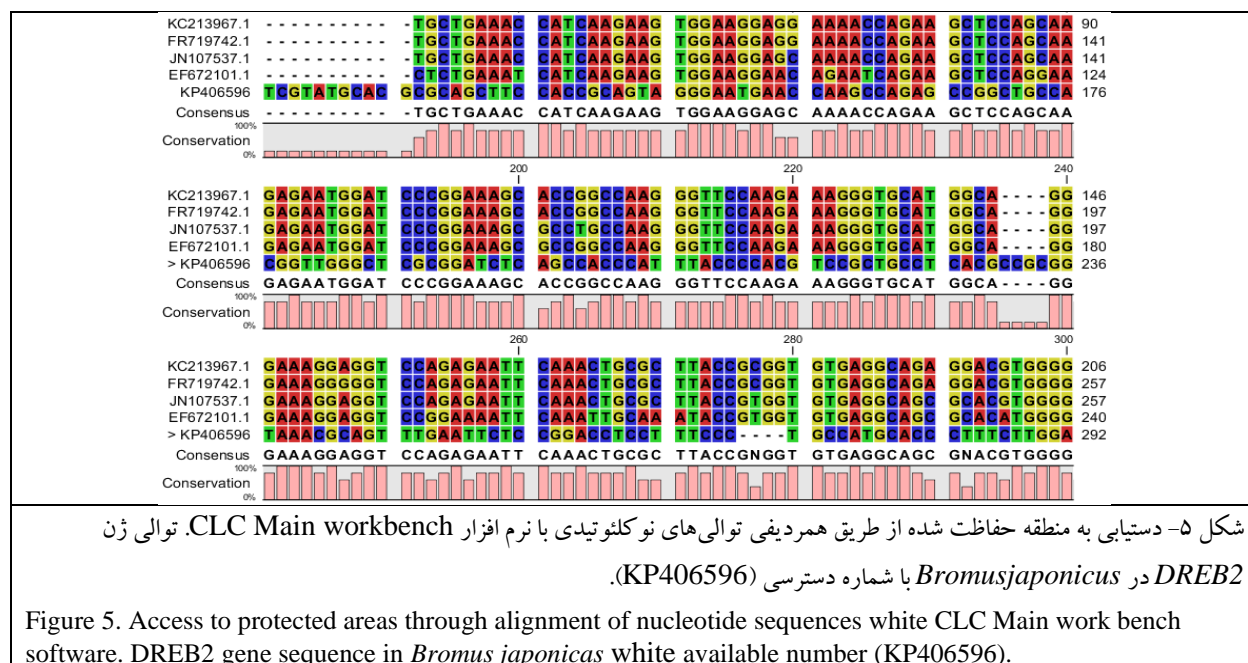 KC213967.1 - - - - - - - - - - - TGCTGAAAC CATCAAGAAG TGGAAGGAGG AAAACCAGAA GCTCCAGCAA 90
FR719742.1 - - - - - - - - - - - TGCTGAAAC CATCAAGAAG TGGAAGGAGG AAAACCAGAA GCTCCAGCAA 141
JN107537.1 - - - - - - - - - - - TGCTGAAAC CATCAAGAAG TGGAAGGAGC AAAACCAGAA GCTCCAGCAA 141
EF672101.1 - - - - - - - - - - - CTCTGAAAT CATCAAGAAG TGGAAGGAAC AGAATCAGAA GCTCCAGGAA 124
KP406596 TCGTATGCAC GCGCAGCTTC CACCGCAGTA GGGAATGAAC CAAGCCAGAG CCGGCTGCCA 176
Consensus - - - - - - - - - - - TGCTGAAAC CATCAAGAAG TGGAAGGAGC AAAACCAGAA GCTCCAGCAA
100%
Conservation
0%
200 220 240
KC213967.1 GAGAATGGAT CCCGGAAAGC ACCGGCCAAG GGTTCCAAGA AAGGGTGCAT GGCA - - - - GG 146
FR719742.1 GAGAATGGAT CCCGGAAAGC ACCGGCCAAG GGTTCCAAGA AAGGGTGCAT GGCA - - - - GG 197
JN107537.1 GAGAATGGAT CCCGGAAAGC GCCTGCCAAG GGTTCCAAGA AAGGGTGCAT GGCA - - - - GG 197
EF672101.1 GAGAATGGAT CCCGGAAAGC GCCGGCCAAG GGTTCCAAGA AAGGGTGCAT GGCA - - - - GG 180
> KP406596 CGGTTGGGCT CGCGGATCTC AGCCACCCAT TTACCCCACG TCCGCTGCCT CACGCCGCGG 236
Consensus GAGAATGGAT CCCGGAAAGC ACCGGCCAAG GGTTCCAAGA AAGGGTGCAT GGCA - - - - GG
100%
Conservation
0%
260 280 300
KC213967.1 GAAAGGAGGT CCAGAGAATT CAAACTGCGC TTACCGCGGT GTGAGGCAGA GGACGTGGGG 206
FR719742.1 GAAAGGGGGT CCAGAGAATT CAAACTGCGC TTACCGCGGT GTGAGGCAGA GGACGTGGGG 257
JN107537.1 GAAAGGAGGT CCAGAGAATT CAAACTGCGC TTACCGTGGT GTGAGGCAGC GCACGTGGGG 257
EF672101.1 GAAAGGAGGT CCGGAAAATT CAAATTGCAA ATACCGTGGT GTGAGGCAGC GCACATGGGG 240
> KP406596 TAAACGCAGT TTGAATTCTC CGGACCTCCT TTCCC - - - - T GCCATGCACC CTTTCTTGGA 292
Consensus GAAAGGAGGT CCAGAGAATT CAAACTGCGC TTACCGNGGT GTGAGGCAGC GNACGTGGGG
100%
Conservation
0%
شکل ۵- دستیابی به منطقه حفاظت شده از طریق همردیفی توالی‌های نوکلئوتیدی با نرم افزار CLC Main workbench. توالی ژن
DREB2 در Bromusjaponicus با شماره دسترسی (KP406596).
Figure 5. Access to protected areas through alignment of nucleotide sequences white CLC Main work bench
software. DREB2 gene sequence in Bromus japonicas white available number (KP406596).